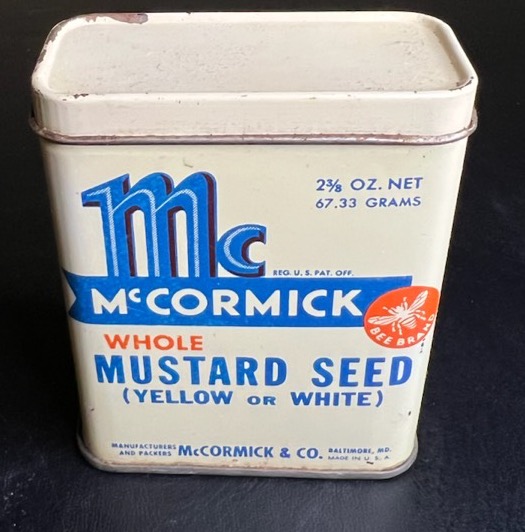 Mc
2⅜ OZ. NET
67.33 GRAMS
REG. U.S. PAT. OFF.
McCORMICK
BEE BRAND
WHOLE
MUSTARD SEED
(YELLOW OR WHITE)
MANUFACTURERS
AND PACKERS
McCORMICK & CO.
BALTIMORE, MD.
MADE IN U.S.A.